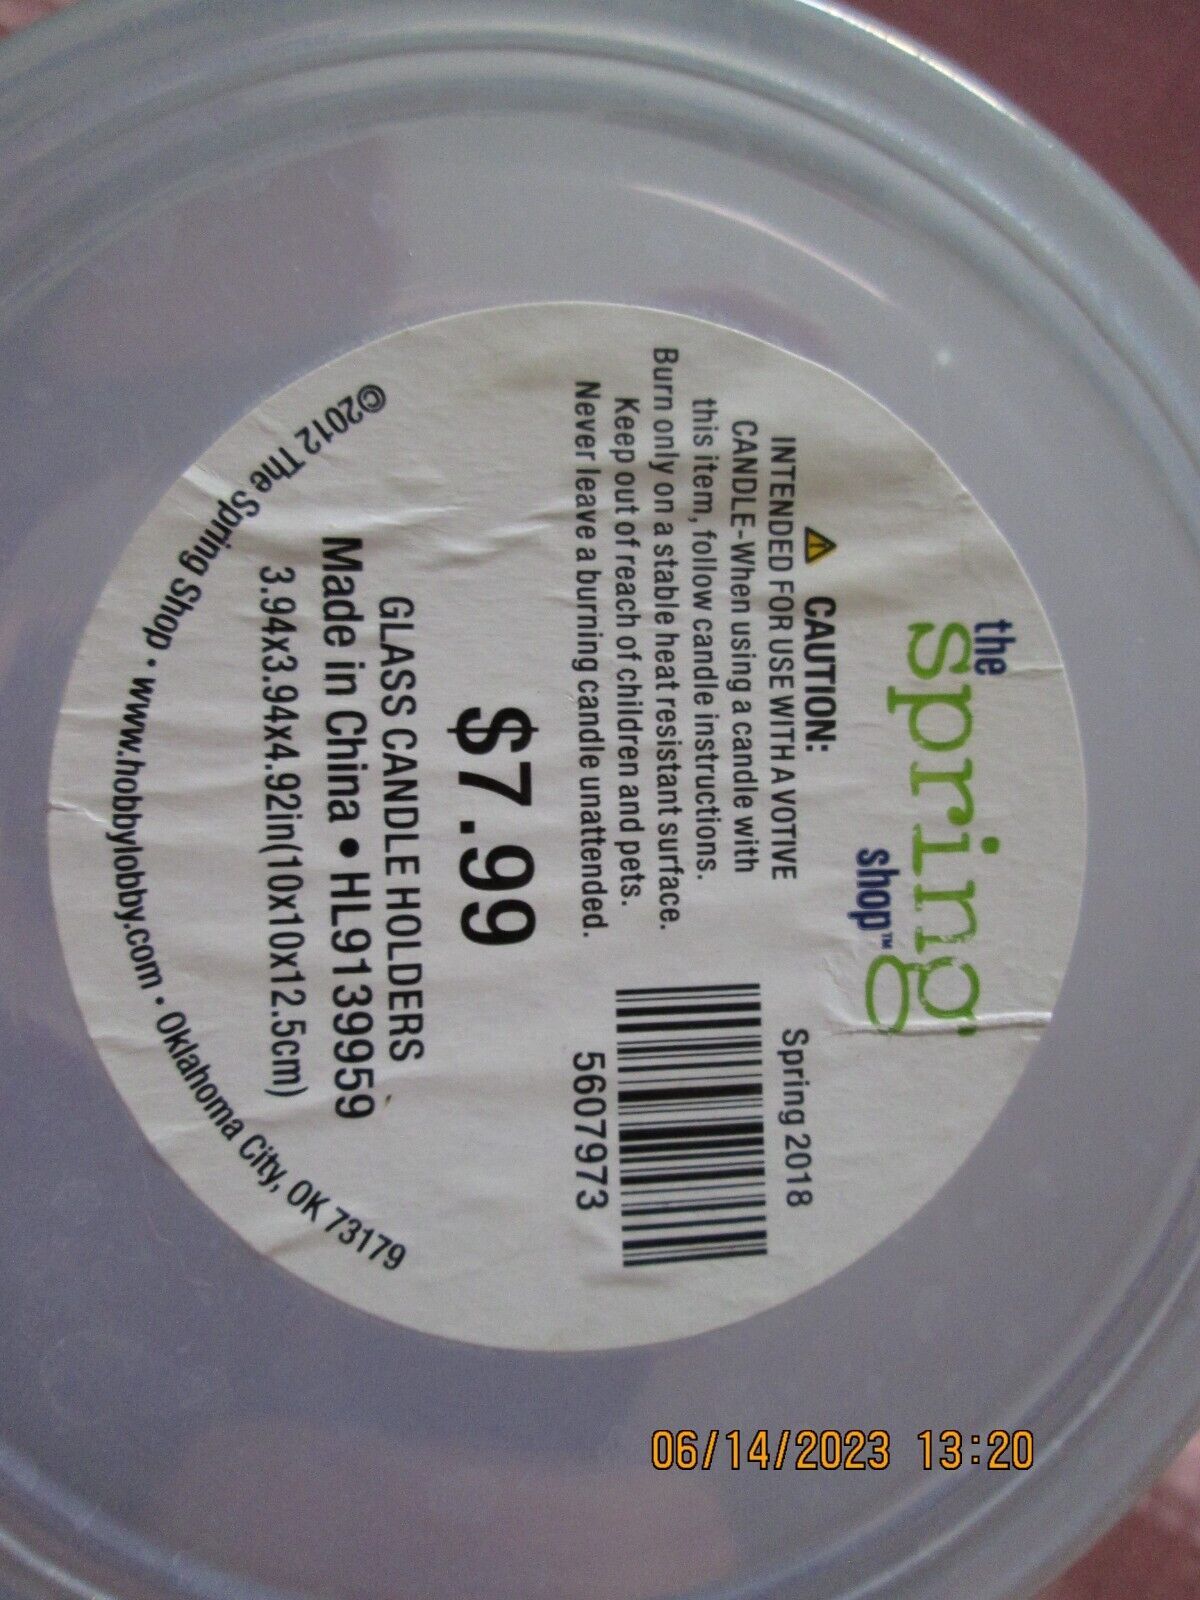 the
spring
shop™
⚠ CAUTION:
INTENDED FOR USE WITH A VOTIVE
CANDLE-When using a candle with
this item, follow candle instructions.
Burn only on a stable heat resistant surface.
Keep out of reach of children and pets.
Never leave a burning candle unattended.
Spring 2018
5607973
$7.99
GLASS CANDLE HOLDERS
Made in China • HL9139959
3.94x3.94x4.92in(10x10x12.5cm)
©2012 The Spring Shop • www.hobbylobby.com • Oklahoma City, OK 73179
06/14/2023 13:20